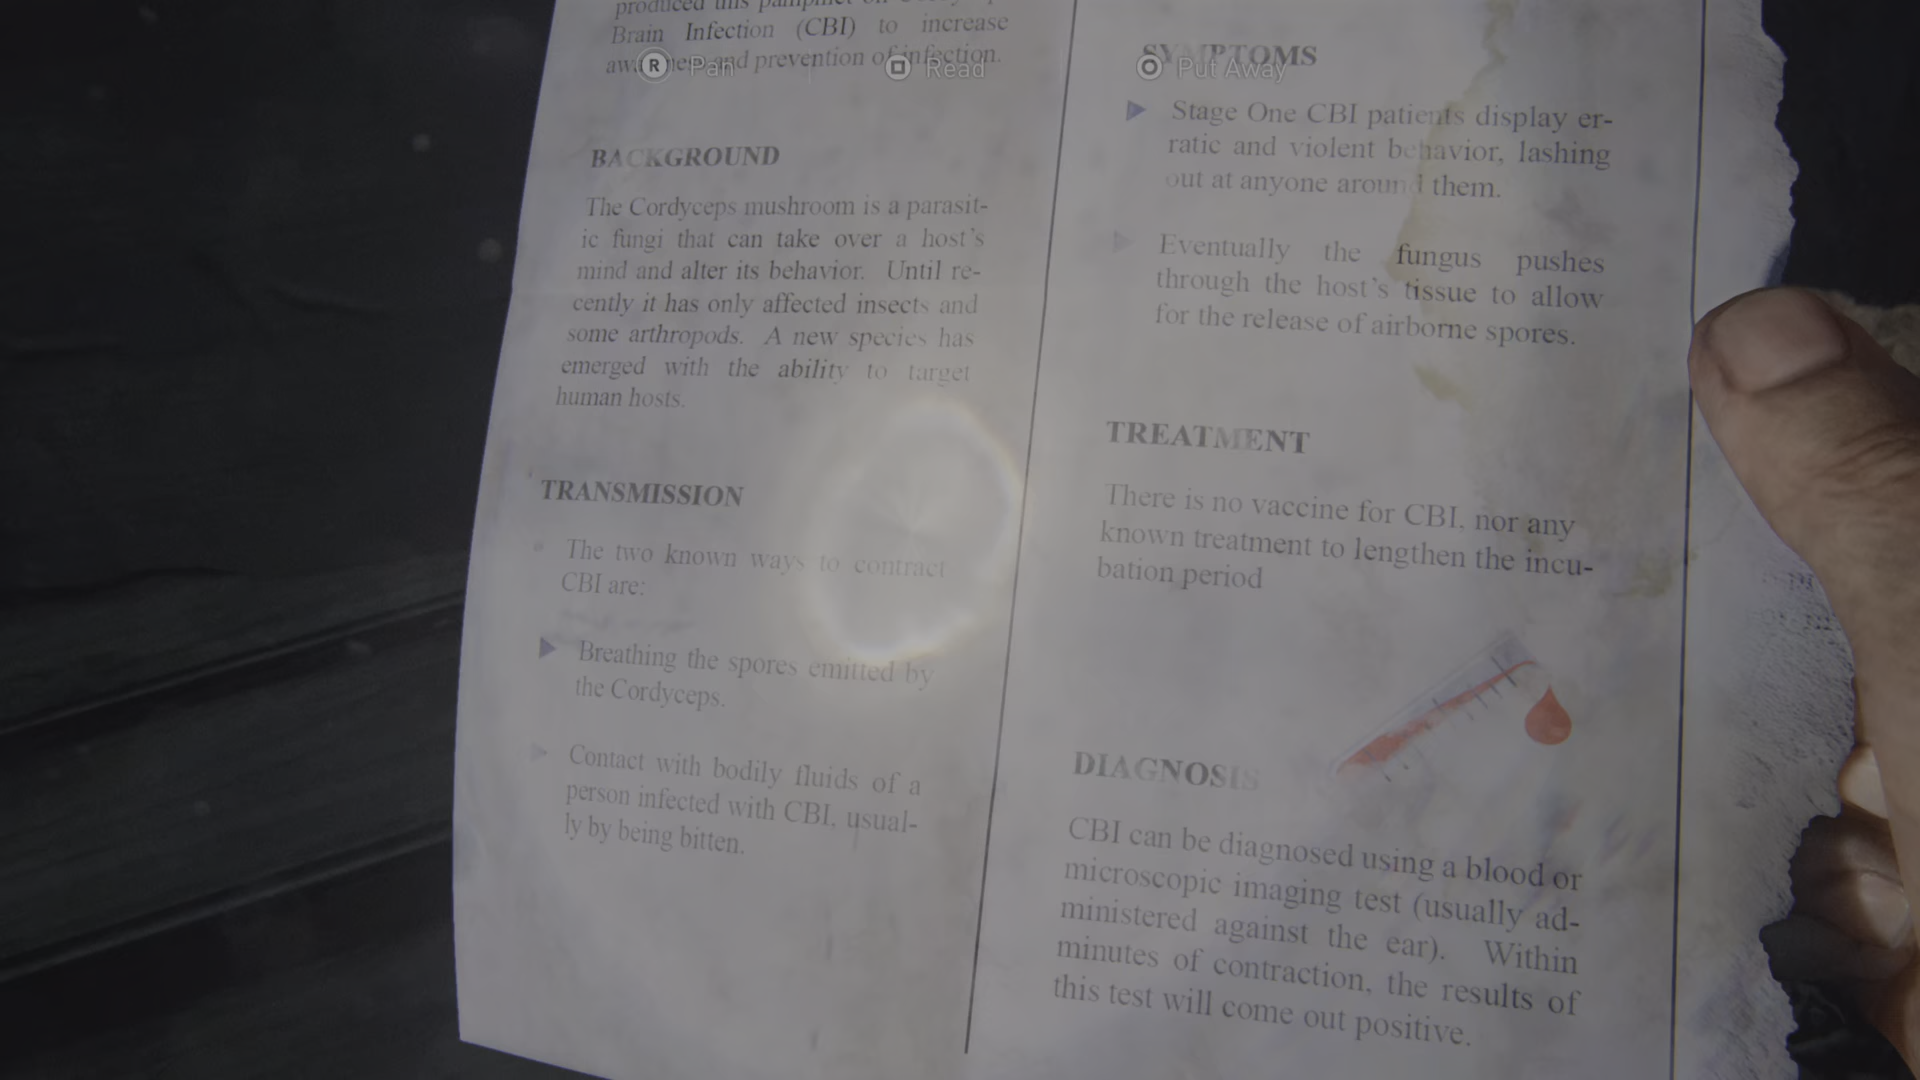 Brain Infection (CBI) to increase
and prevention of infection.
R Pan
Read
Put Away
BACKGROUND
The Cordyceps mushroom is a parasit-
ic fungi that can take over a host's
mind and alter its behavior. Until re-
cently it has only affected insects and
some arthropods. A new species has
emerged with the ability to target
human hosts.
TRANSMISSION
The two known ways to contract
CBI are:
Breathing the spores emitted by
the Cordyceps.
Contact with bodily fluids of a
person infected with CBI, usual-
ly by being bitten.
SYMPTOMS
Stage One CBI patients display er-
ratic and violent behavior, lashing
out at anyone around them.
Eventually the fungus pushes
through the host's tissue to allow
for the release of airborne spores.
TREATMENT
There is no vaccine for CBI, nor any
known treatment to lengthen the incu-
bation period
DIAGNOSIS
CBI can be diagnosed using a blood or
microscopic imaging test (usually ad-
ministered against the ear). Within
minutes of contraction, the results of
this test will come out positive.